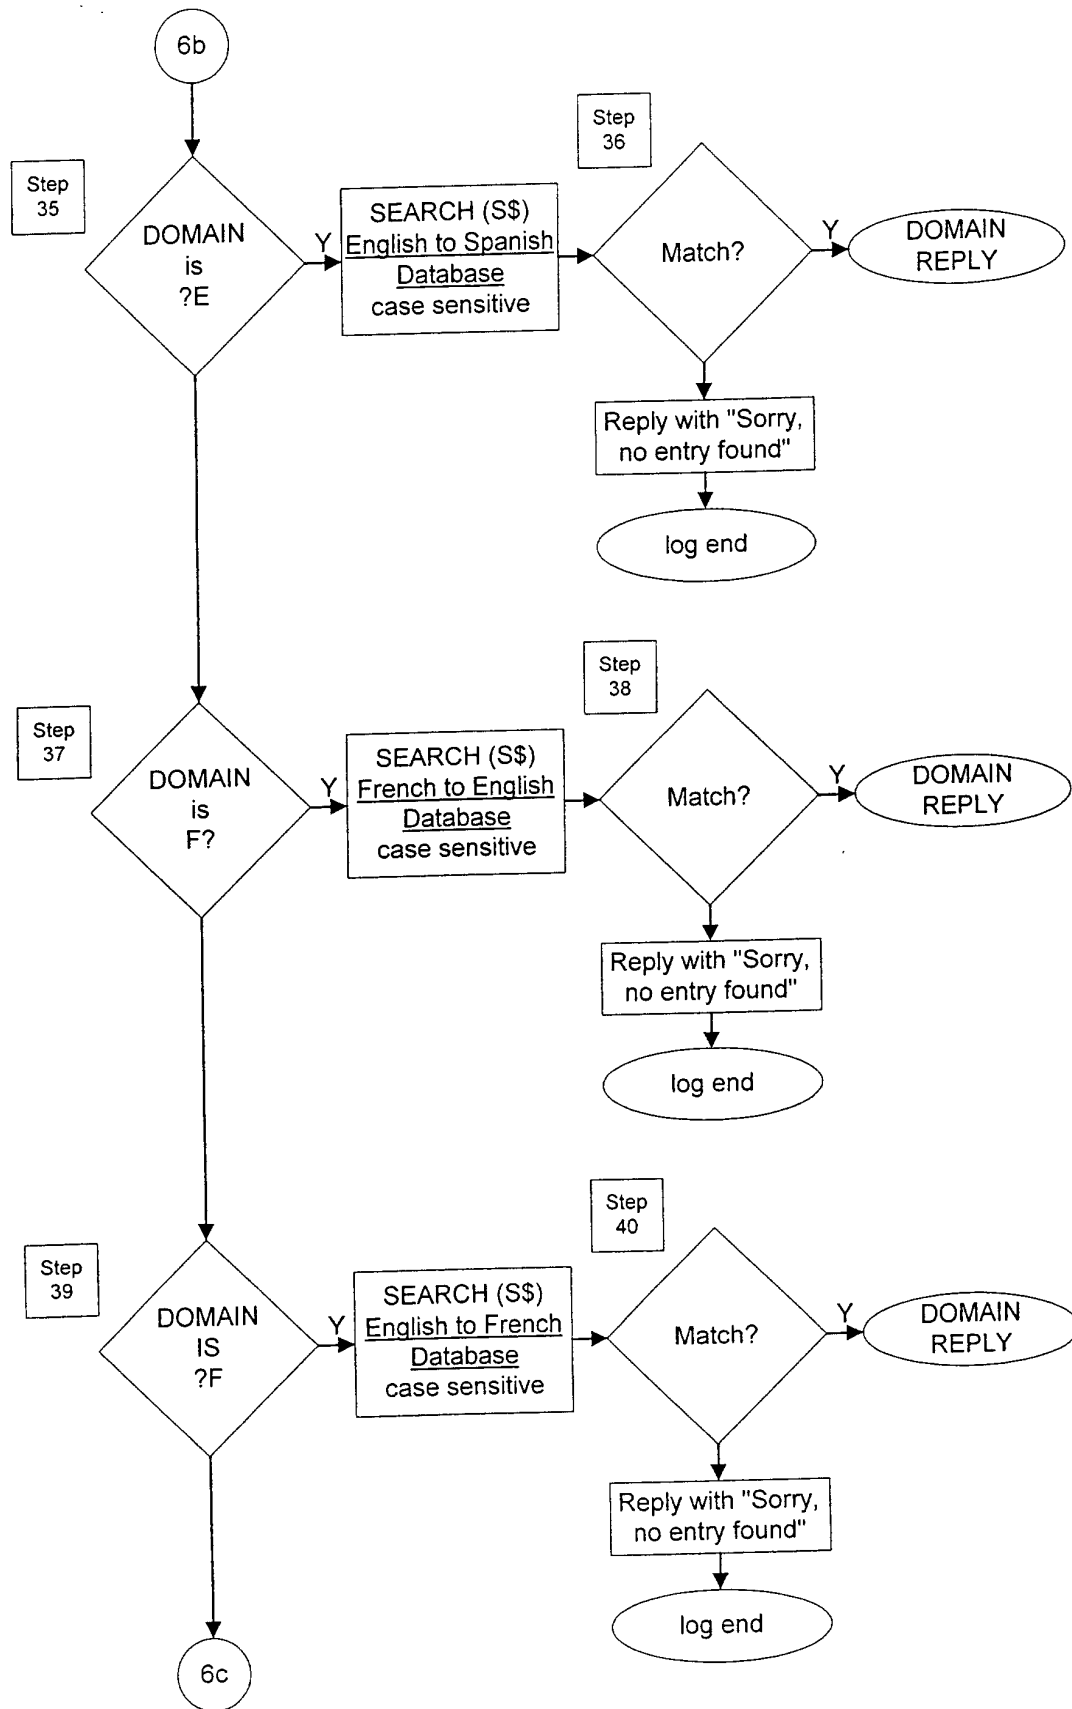 6b
Step
35
DOMAIN
is
?E
Y
SEARCH (S$)
English to Spanish
Database
case sensitive
Step
36
Match?
Y
DOMAIN
REPLY
Reply with "Sorry,
no entry found"
log end
Step
37
DOMAIN
is
F?
Y
SEARCH (S$)
French to English
Database
case sensitive
Step
38
Match?
Y
DOMAIN
REPLY
Reply with "Sorry,
no entry found"
log end
Step
39
DOMAIN
IS
?F
Y
SEARCH (S$)
English to French
Database
case sensitive
Step
40
Match?
Y
DOMAIN
REPLY
Reply with "Sorry,
no entry found"
log end
6c